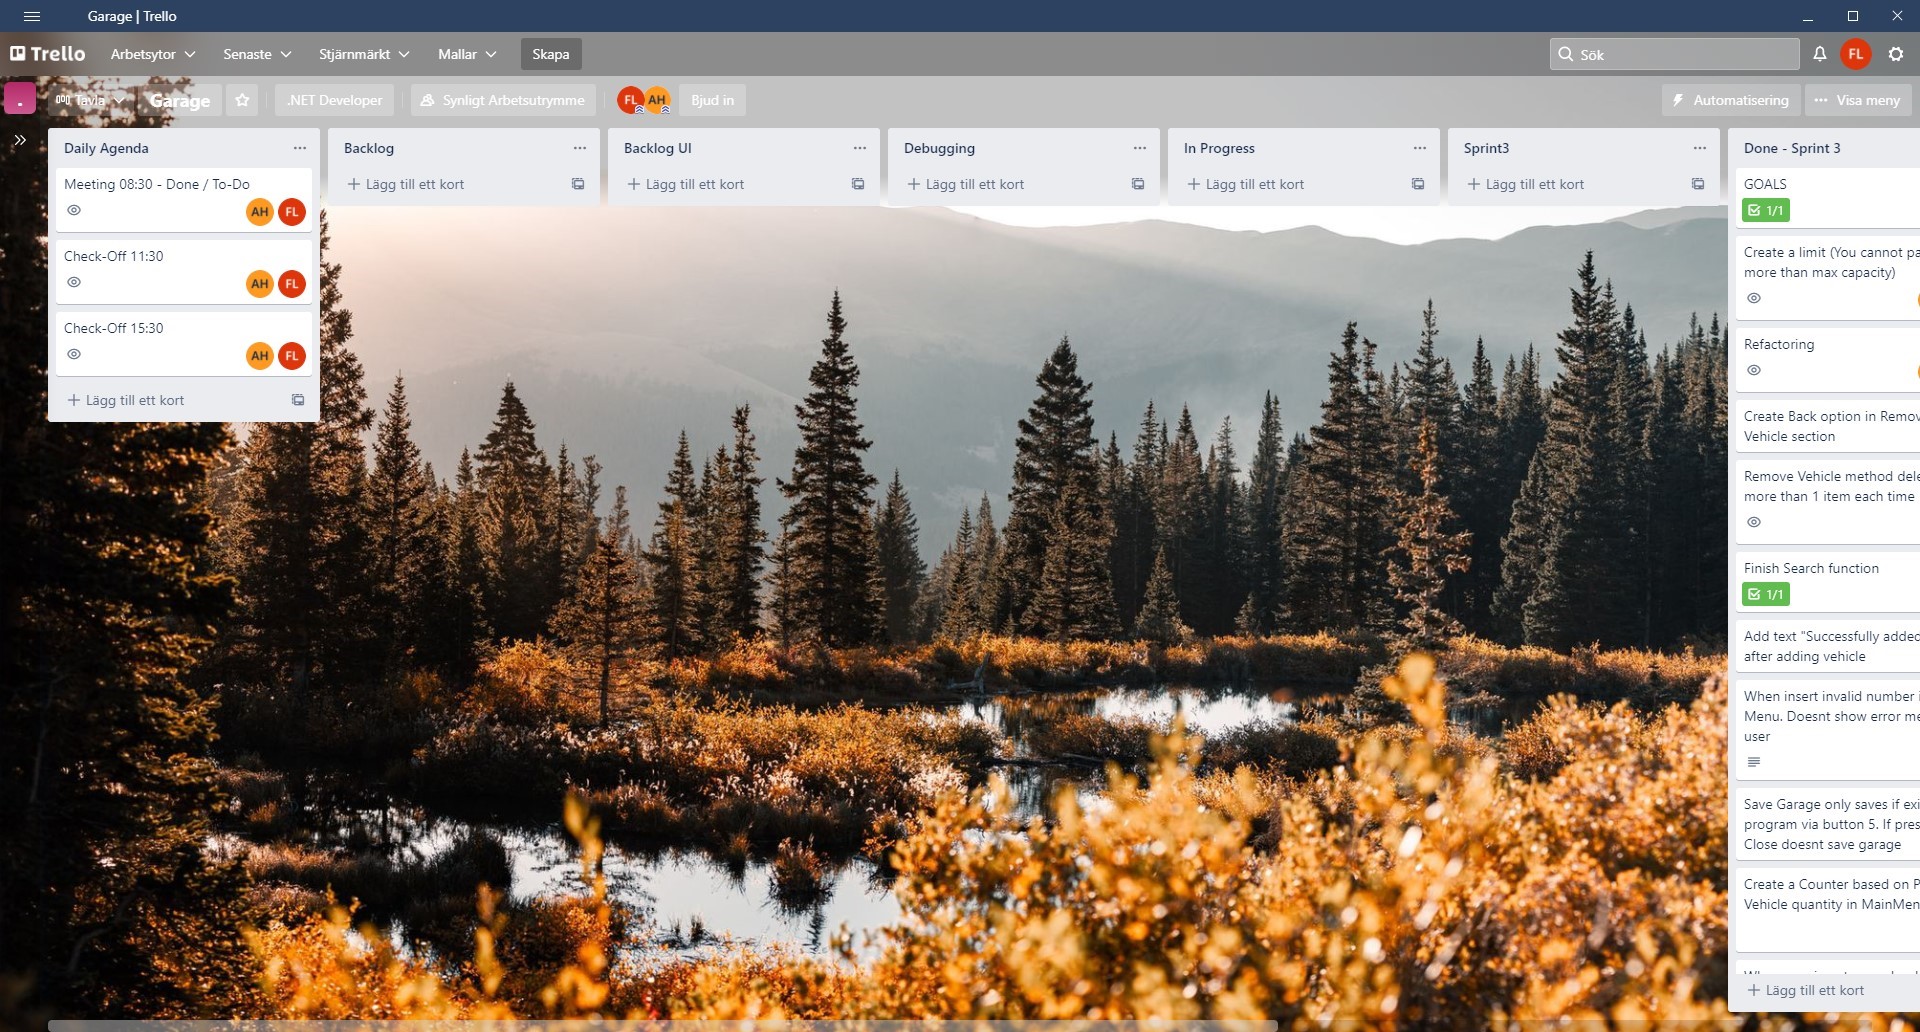 Garage | Trello
Trello
Arbetsytor
Senaste
Stjärnmärkt
Mallar
Skapa
Sök
FL
.
Tavla
Garage
.NET Developer
Synligt Arbetsutrymme
FL
AH
Bjud in
Automatisering
Visa meny
Daily Agenda
Meeting 08:30 - Done / To-Do
AH
FL
Check-Off 11:30
AH
FL
Check-Off 15:30
AH
FL
Lägg till ett kort
Backlog
Lägg till ett kort
Backlog UI
Lägg till ett kort
Debugging
Lägg till ett kort
In Progress
Lägg till ett kort
Sprint3
Lägg till ett kort
Done - Sprint 3
GOALS
1/1
Create a limit (You cannot pa
more than max capacity)
Refactoring
Create Back option in Remov
Vehicle section
Remove Vehicle method dele
more than 1 item each time
Finish Search function
1/1
Add text "Successfully added
after adding vehicle
When insert invalid number i
Menu. Doesnt show error me
user
Save Garage only saves if exi
program via button 5. If pres
Close doesnt save garage
Create a Counter based on P
Vehicle quantity in MainMen
Lägg till ett kort